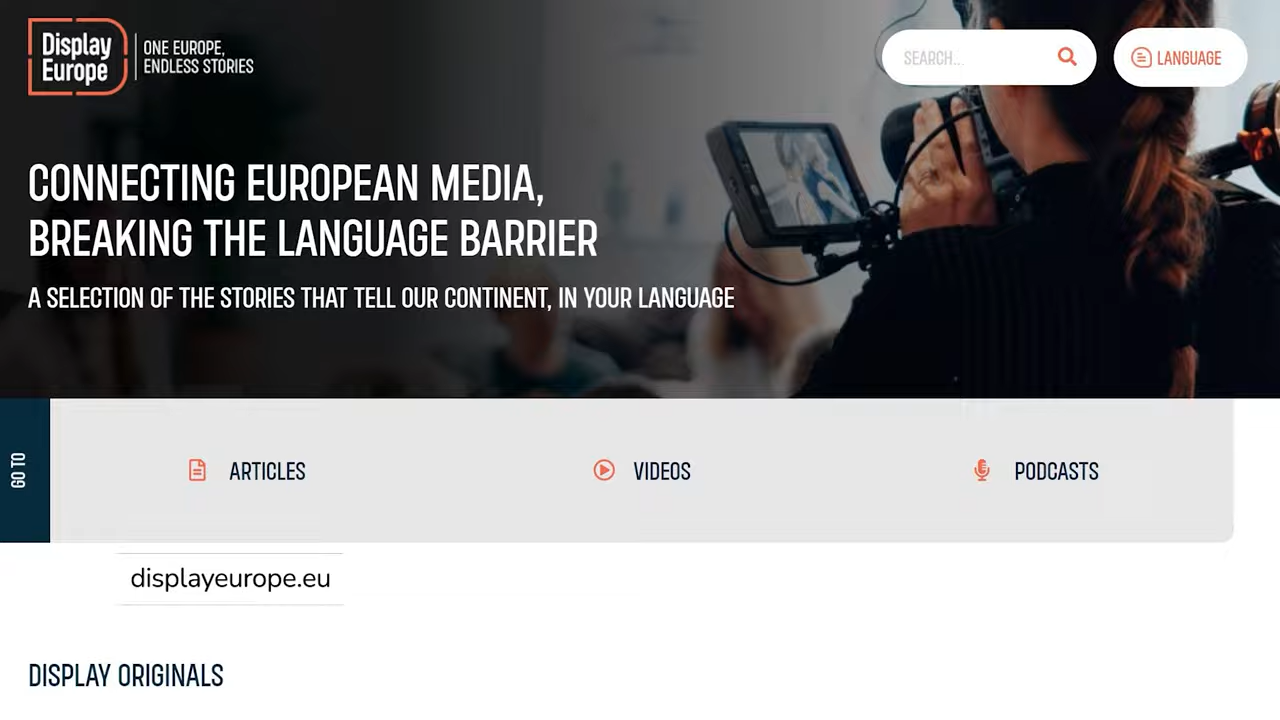 Display
Europe
ONE EUROPE,
ENDLESS STORIES
SEARCH...
LANGUAGE
CONNECTING EUROPEAN MEDIA,
BREAKING THE LANGUAGE BARRIER
A SELECTION OF THE STORIES THAT TELL OUR CONTINENT, IN YOUR LANGUAGE
GO TO
ARTICLES
VIDEOS
PODCASTS
displayeurope.eu
DISPLAY ORIGINALS